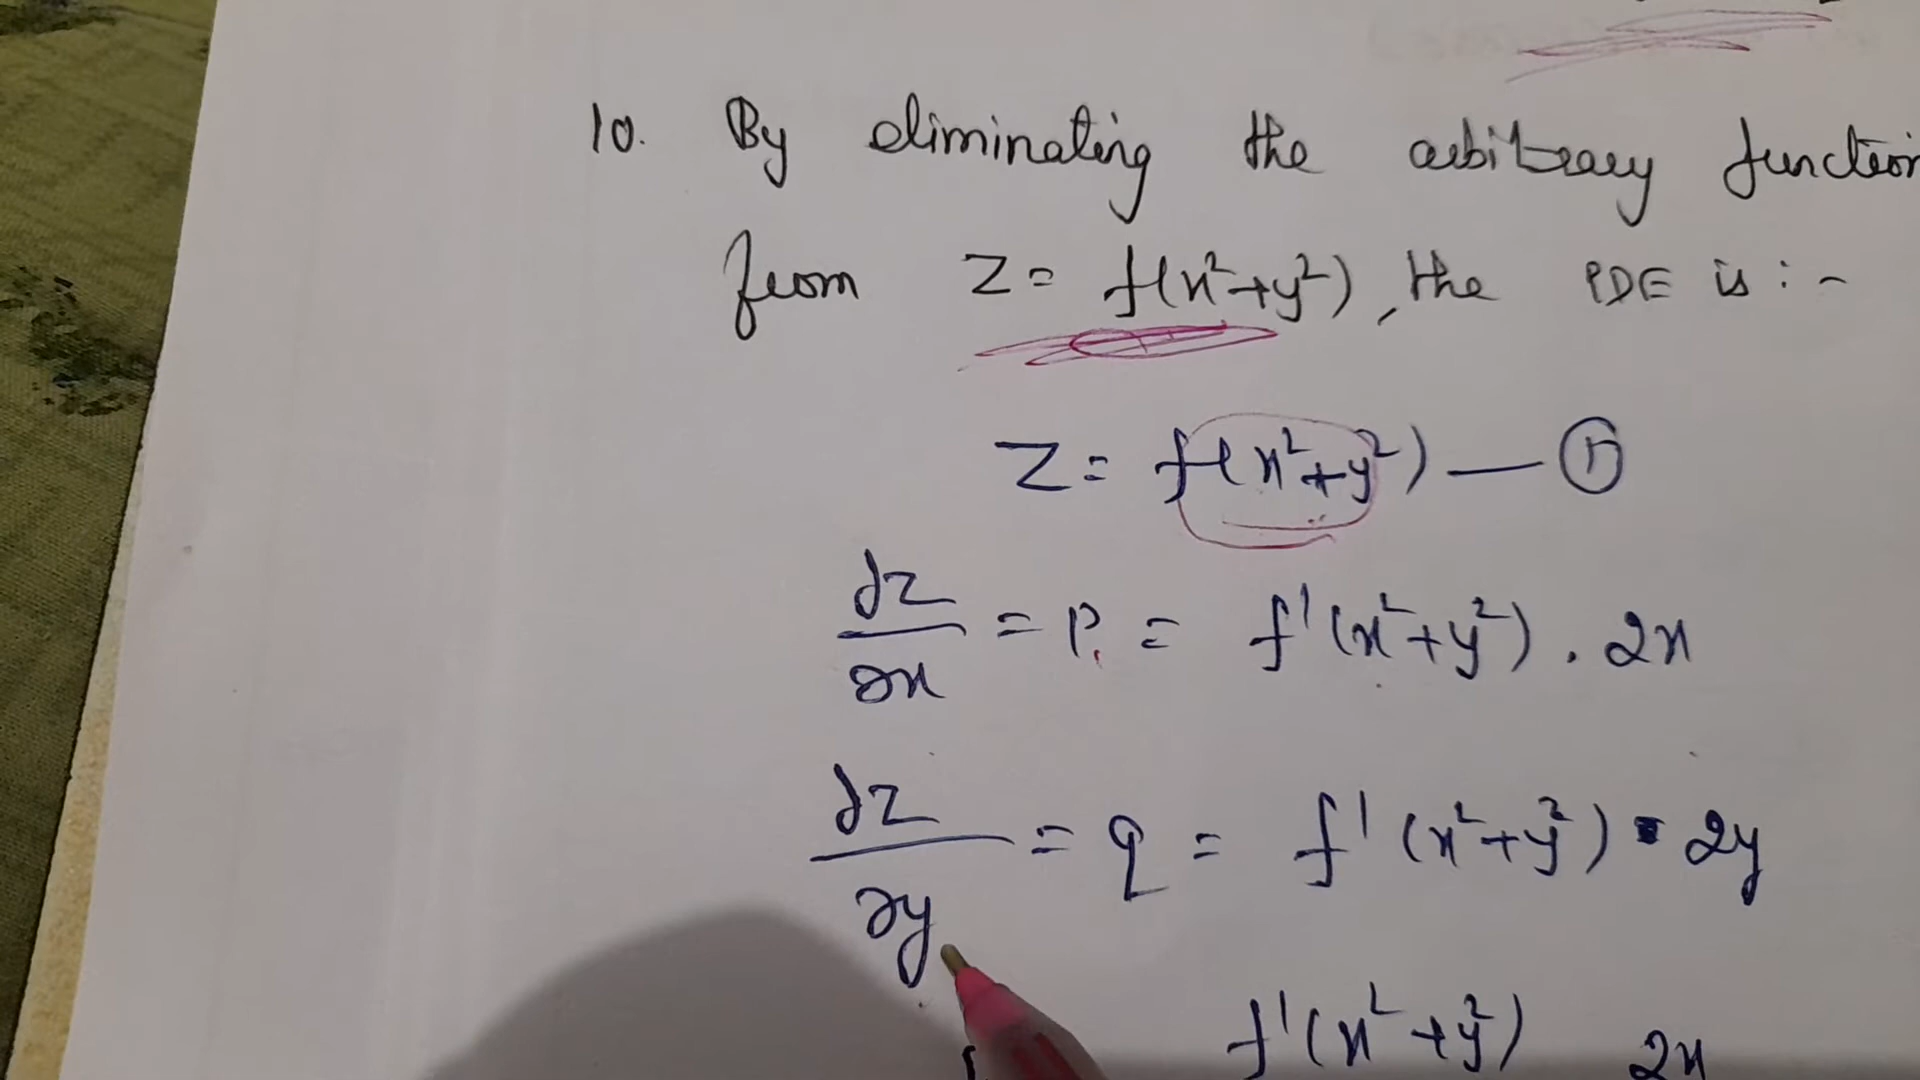 10. By eliminating the arbitrary function
from Z = f(x²+y²), the PDE is : -
Z = f(x²+y²) — ①
∂z/∂x = P = f'(x²+y²) . 2x
∂z/∂y = q = f'(x²+y²) . 2y
f'(x²+y²) 2x